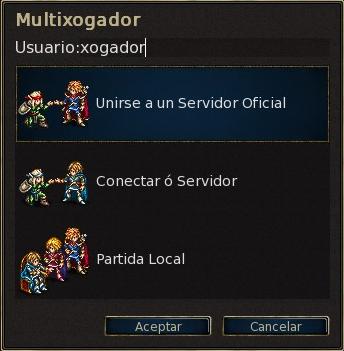 Multixogador
Usuario:xogador
Unirse a un Servidor Oficial
Conectar ó Servidor
Partida Local
Aceptar
Cancelar